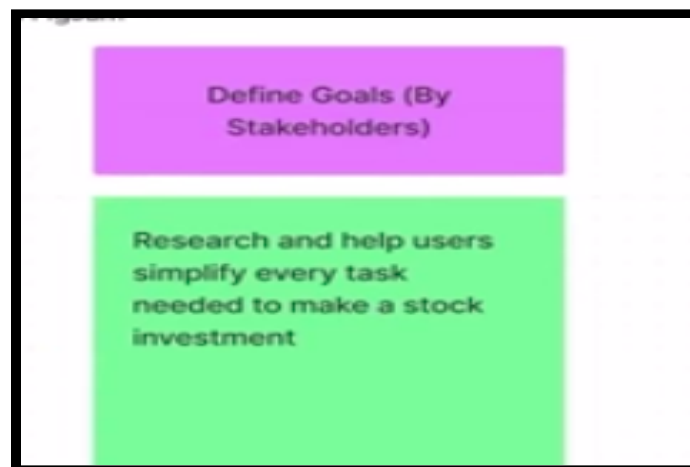 Define Goals (By
Stakeholders)
Research and help users
simplify every task
needed to make a stock
investment